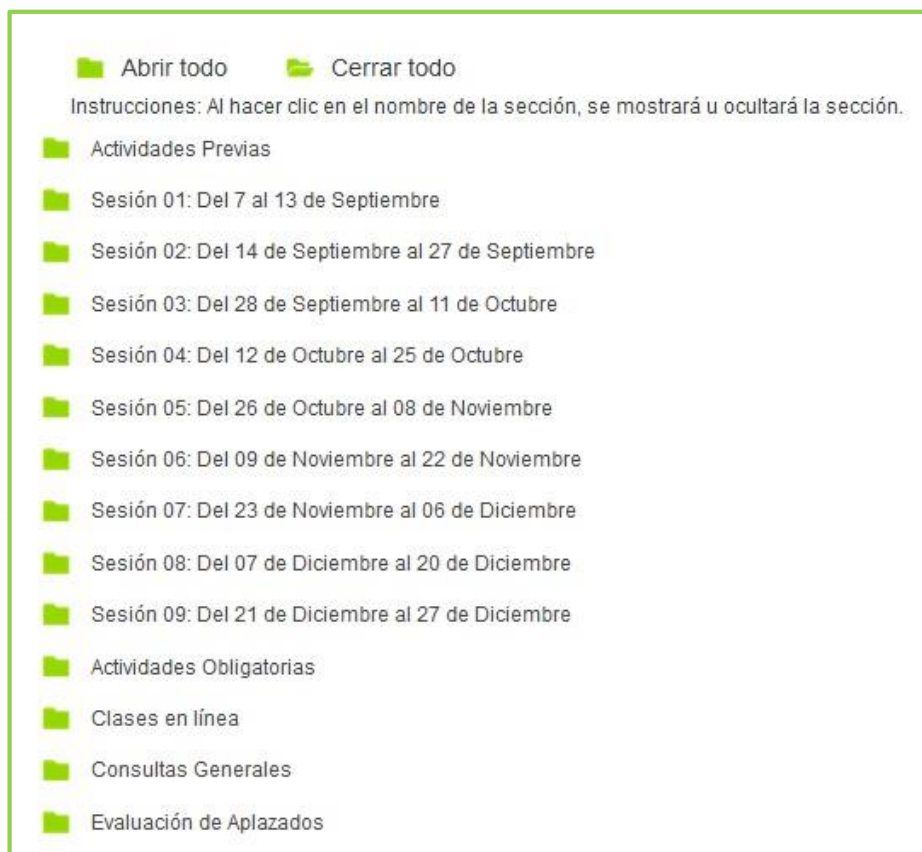 Abrir todo Cerrar todo
Instrucciones: Al hacer clic en el nombre de la sección, se mostrará u ocultará la sección.
Actividades Previas
Sesión 01: Del 7 al 13 de Septiembre
Sesión 02: Del 14 de Septiembre al 27 de Septiembre
Sesión 03: Del 28 de Septiembre al 11 de Octubre
Sesión 04: Del 12 de Octubre al 25 de Octubre
Sesión 05: Del 26 de Octubre al 08 de Noviembre
Sesión 06: Del 09 de Noviembre al 22 de Noviembre
Sesión 07: Del 23 de Noviembre al 06 de Diciembre
Sesión 08: Del 07 de Diciembre al 20 de Diciembre
Sesión 09: Del 21 de Diciembre al 27 de Diciembre
Actividades Obligatorias
Clases en línea
Consultas Generales
Evaluación de Aplazados